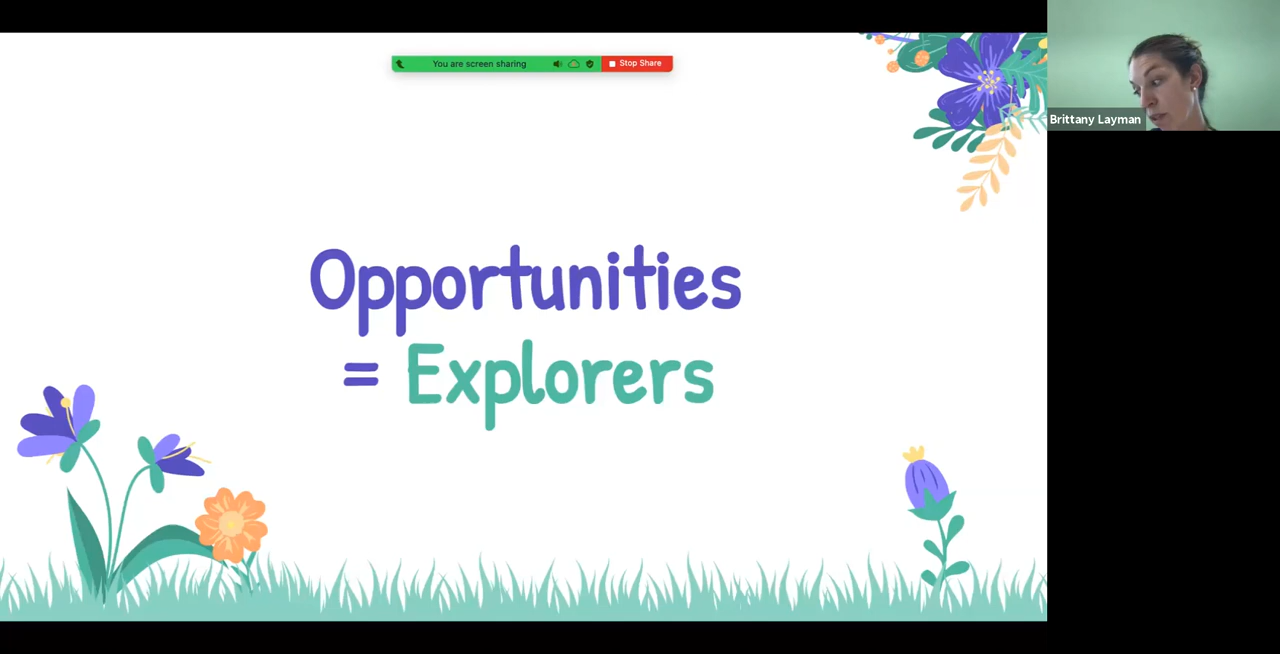 You are screen sharing
Stop Share
Brittany Layman
Opportunities
= Explorers